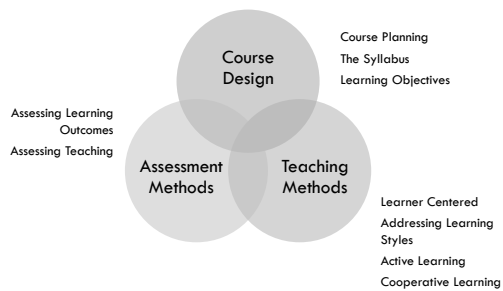 Course
Design
Course Planning
The Syllabus
Learning Objectives
Assessing Learning
Outcomes
Assessing Teaching
Assessment
Methods
Teaching
Methods
Learner Centered
Addressing Learning
Styles
Active Learning
Cooperative Learning